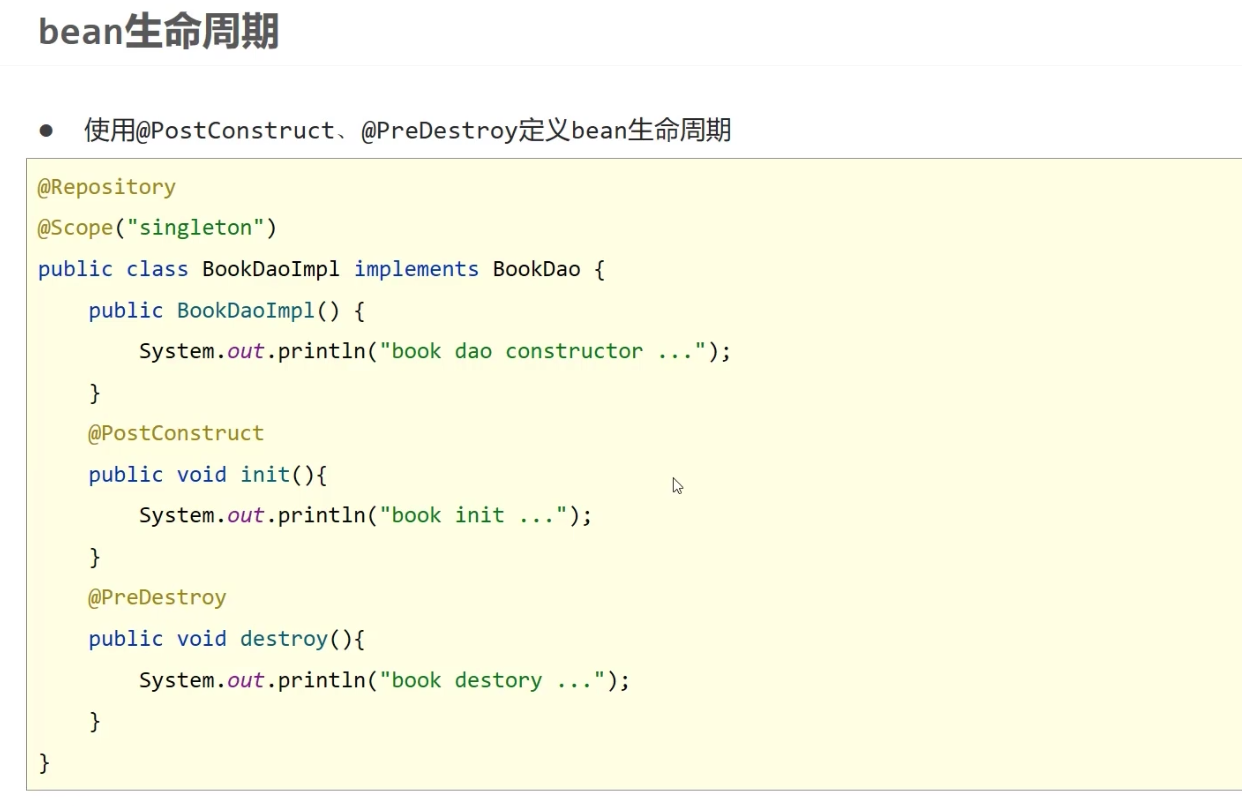 bean生命周期
● 使用@PostConstruct、@PreDestroy定义bean生命周期
@Repository
@Scope("singleton")
public class BookDaoImpl implements BookDao {
    public BookDaoImpl() {
        System.out.println("book dao constructor ...");
    }
    @PostConstruct
    public void init(){
        System.out.println("book init ...");
    }
    @PreDestroy
    public void destroy(){
        System.out.println("book destory ...");
    }
}